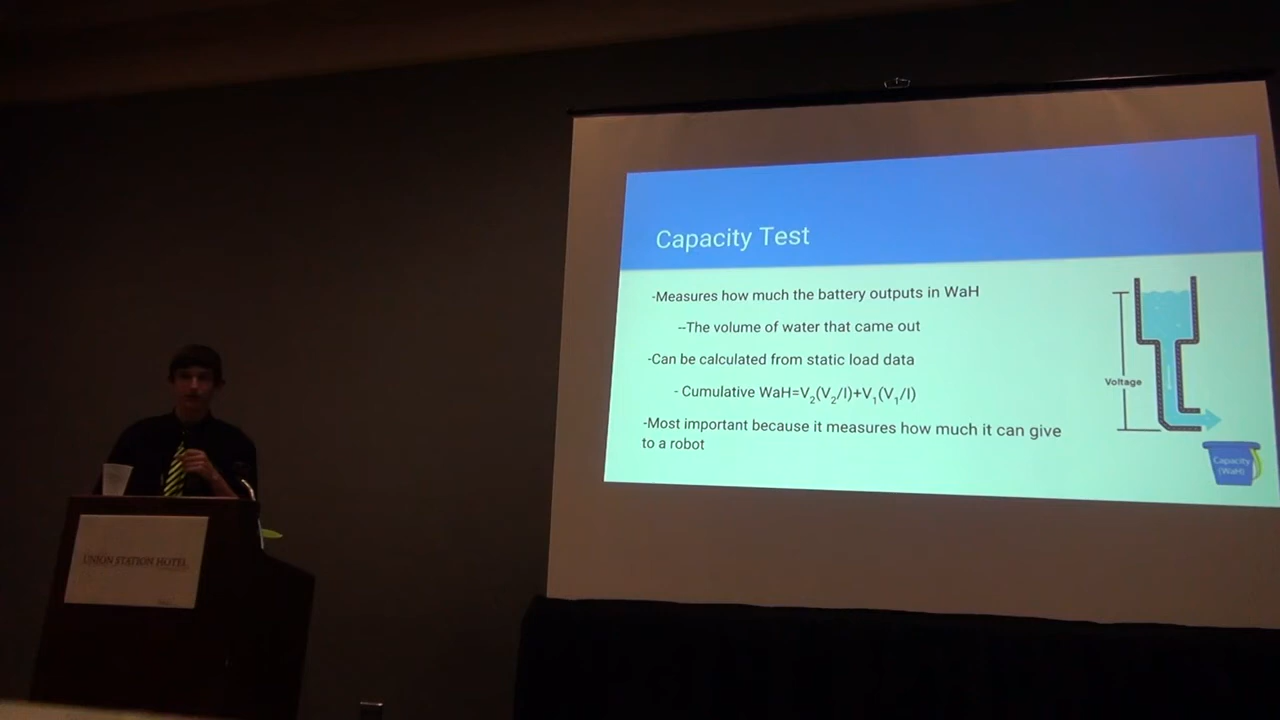 Capacity Test
-Measures how much the battery outputs in WaH
--The volume of water that came out
-Can be calculated from static load data
- Cumulative WaH=V₂(V₂/I)+V₁(V₁/I)
-Most important because it measures how much it can give
to a robot
Voltage
Capacity
(WaH)
UNION STATION HOTEL